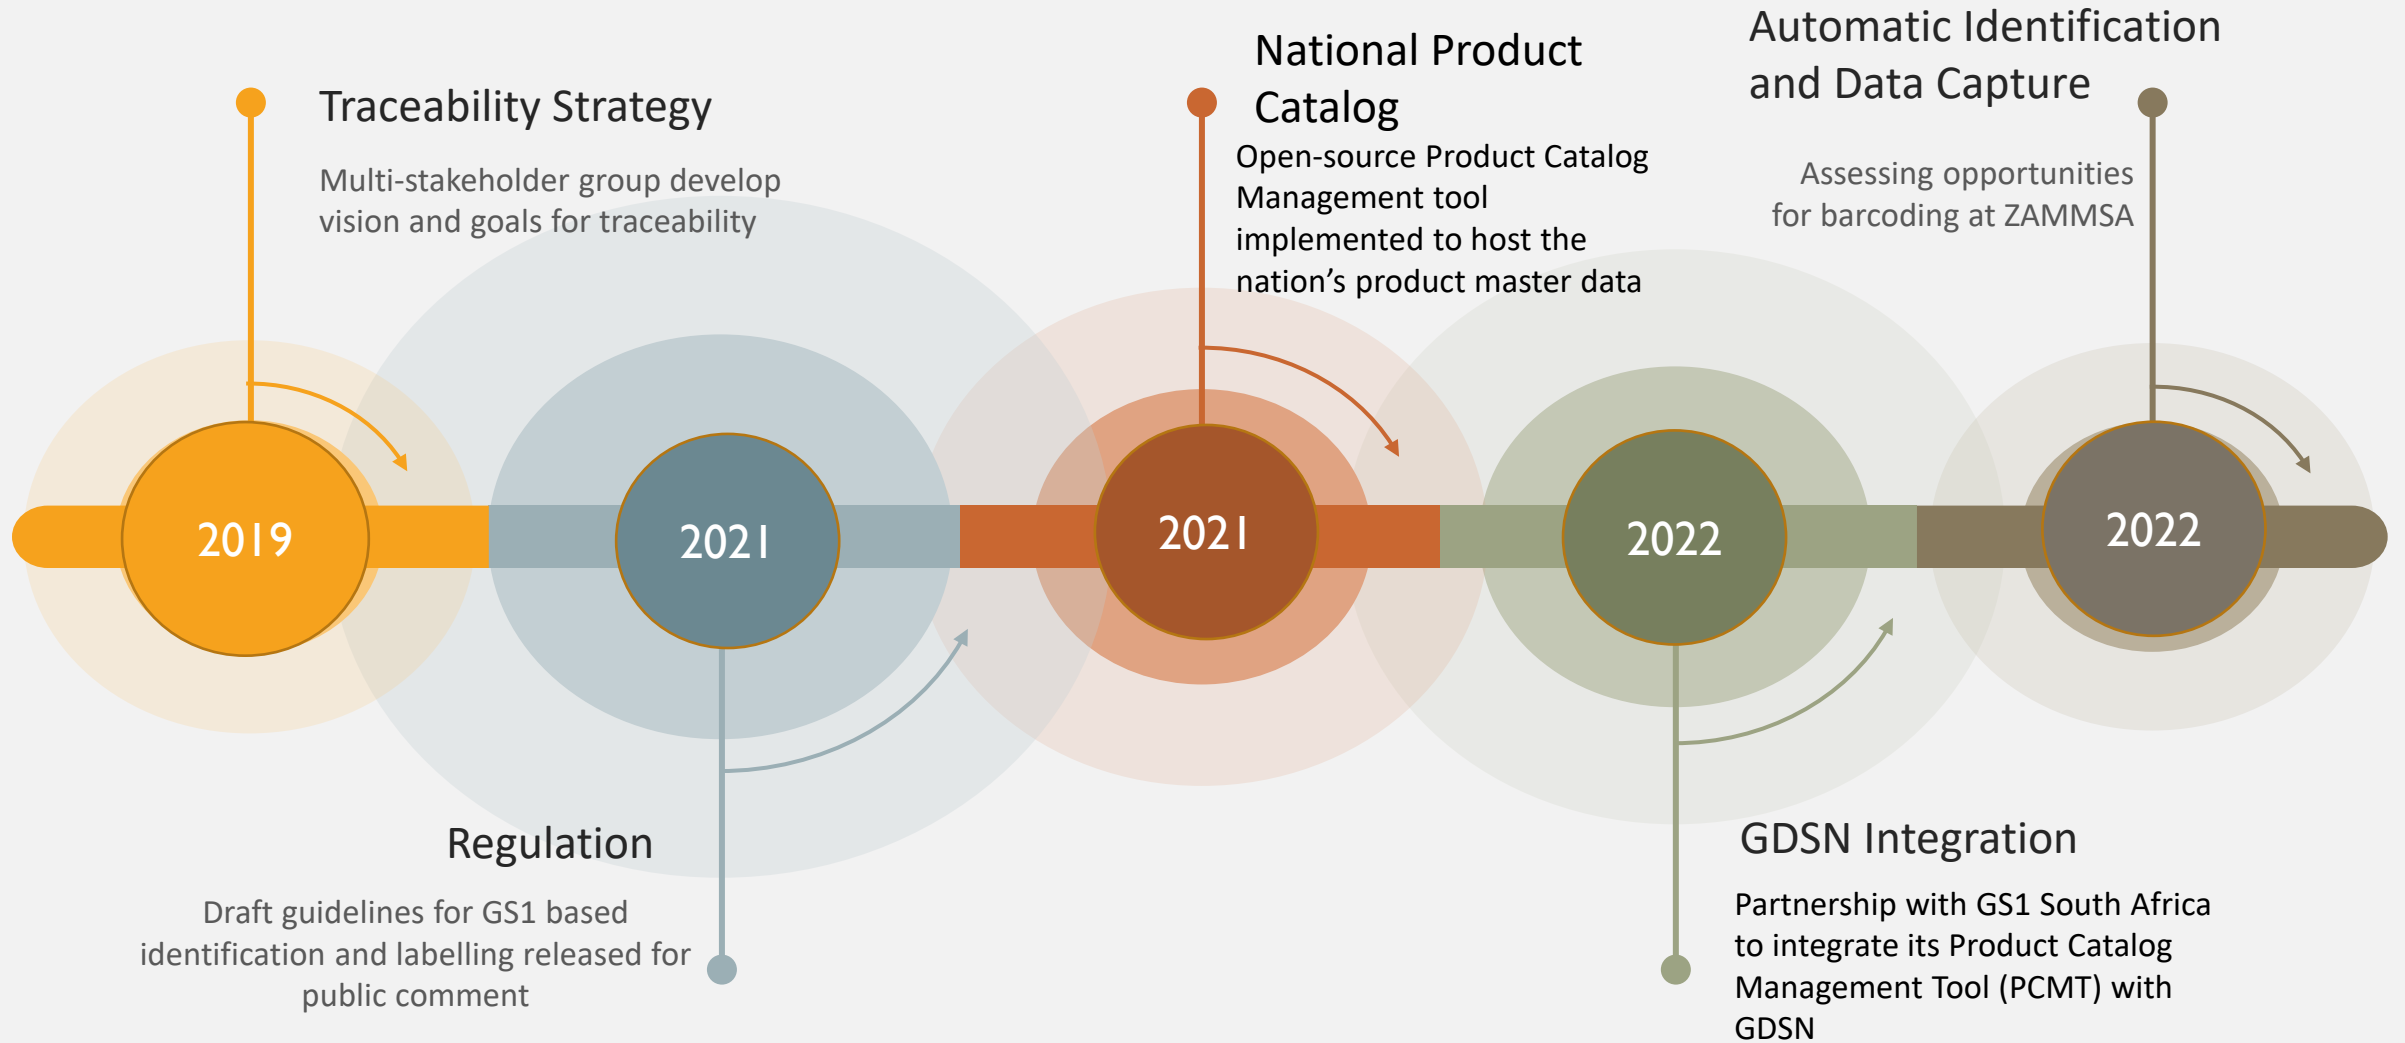 Traceability Strategy
Multi-stakeholder group develop
vision and goals for traceability
2019
2021
Regulation
Draft guidelines for GS1 based
identification and labelling released for
public comment
National Product
Catalog
Open-source Product Catalog
Management tool
implemented to host the
nation’s product master data
2021
2022
GDSN Integration
Partnership with GS1 South Africa
to integrate its Product Catalog
Management Tool (PCMT) with
GDSN
Automatic Identification
and Data Capture
Assessing opportunities
for barcoding at ZAMMSA
2022